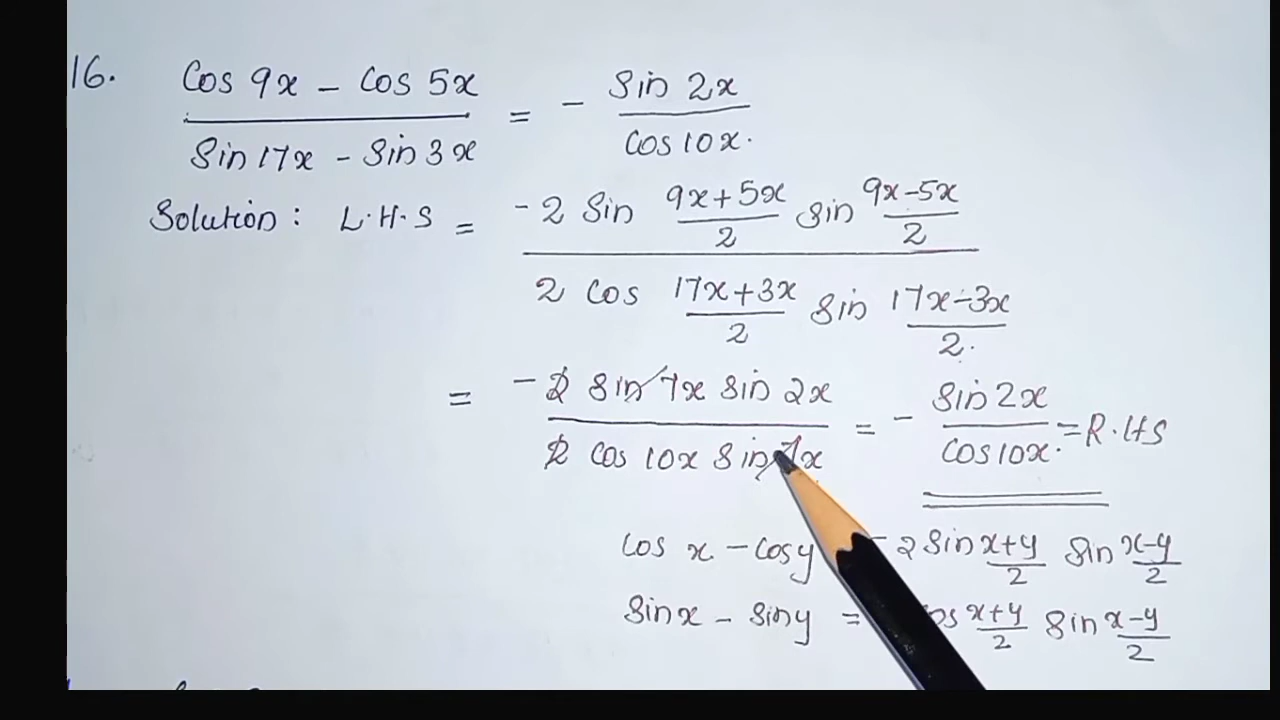 16. Cos 9x - Cos 5x / Sin 17x - Sin 3x = - Sin 2x / Cos 10x.
Solution : L.H.S = -2 Sin 9x+5x/2 Sin 9x-5x/2 / 2 Cos 17x+3x/2 Sin 17x-3x/2.
= -2 Sin 7x Sin 2x / 2 Cos 10x Sin 7x = - Sin 2x / Cos 10x. = R.H.S
Cos x - Cos y - 2 Sin x+y/2 Sin x-y/2
Sin x - Sin y = Cos x+y/2 Sin x-y/2